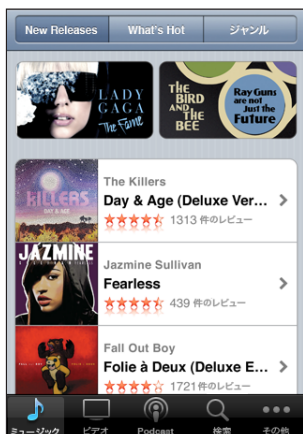 New Releases
What's Hot
ジャンル
LADY
GAGA
The Fame
THE
BIRD
AND
THE
BEE
Ray Guns
are not
Just the
Future
KILLERS
DAY & AGE
The Killers
Day & Age (Deluxe Ver...
1313 件のレビュー
JAZMINE
Jazmine Sullivan
Fearless
439 件のレビュー
Fall Out Boy
Folie à Deux (Deluxe E...
1721 件のレビュー
ミュージック
ビデオ
Podcast
検索
その他